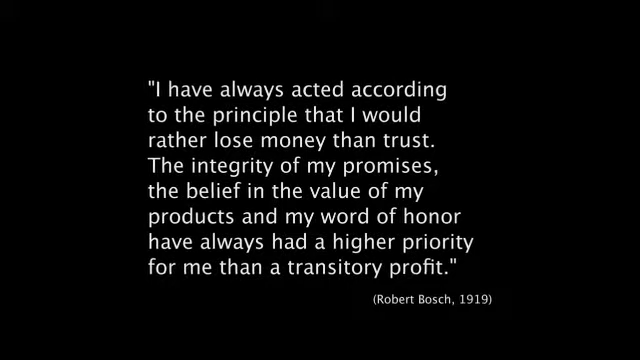 "I have always acted according
to the principle that I would
rather lose money than trust.
The integrity of my promises,
the belief in the value of my
products and my word of honor
have always had a higher priority
for me than a transitory profit."
(Robert Bosch, 1919)